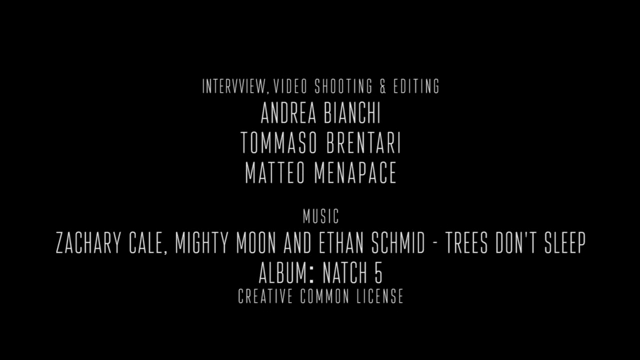 INTERVVIEW, VIDEO SHOOTING & EDITING
ANDREA BIANCHI
TOMMASO BRENTARI
MATTEO MENAPACE
MUSIC
ZACHARY CALE, MIGHTY MOON AND ETHAN SCHMID - TREES DON'T SLEEP
ALBUM: NATCH 5
CREATIVE COMMON LICENSE